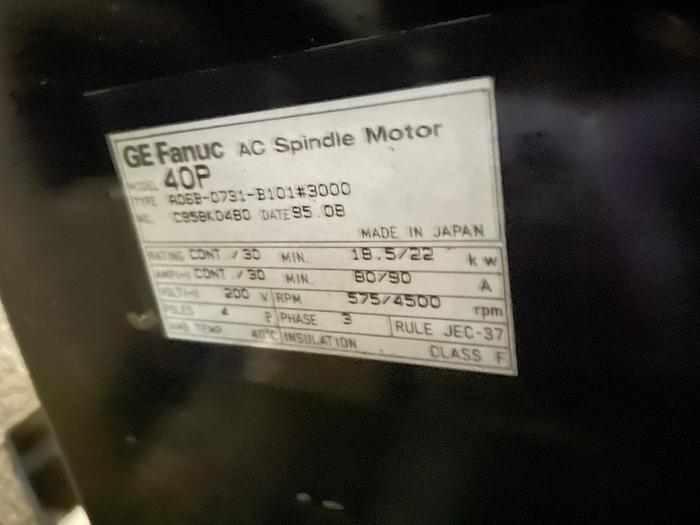 GE Fanuc AC Spindle Motor
MODEL 40P
TYPE A06B-0731-B101#3000
NO. C958K0480 DATE 95.08
MADE IN JAPAN
RATING CONT / 30 MIN. 18.5/22 kw
AMP(~) CONT / 30 MIN. 80/90 A
VOLT(~) 200 V RPM 575/4500 rpm
POLES 4 P PHASE 3 RULE JEC-37
AMB TEMP 40°C INSULATION CLASS F